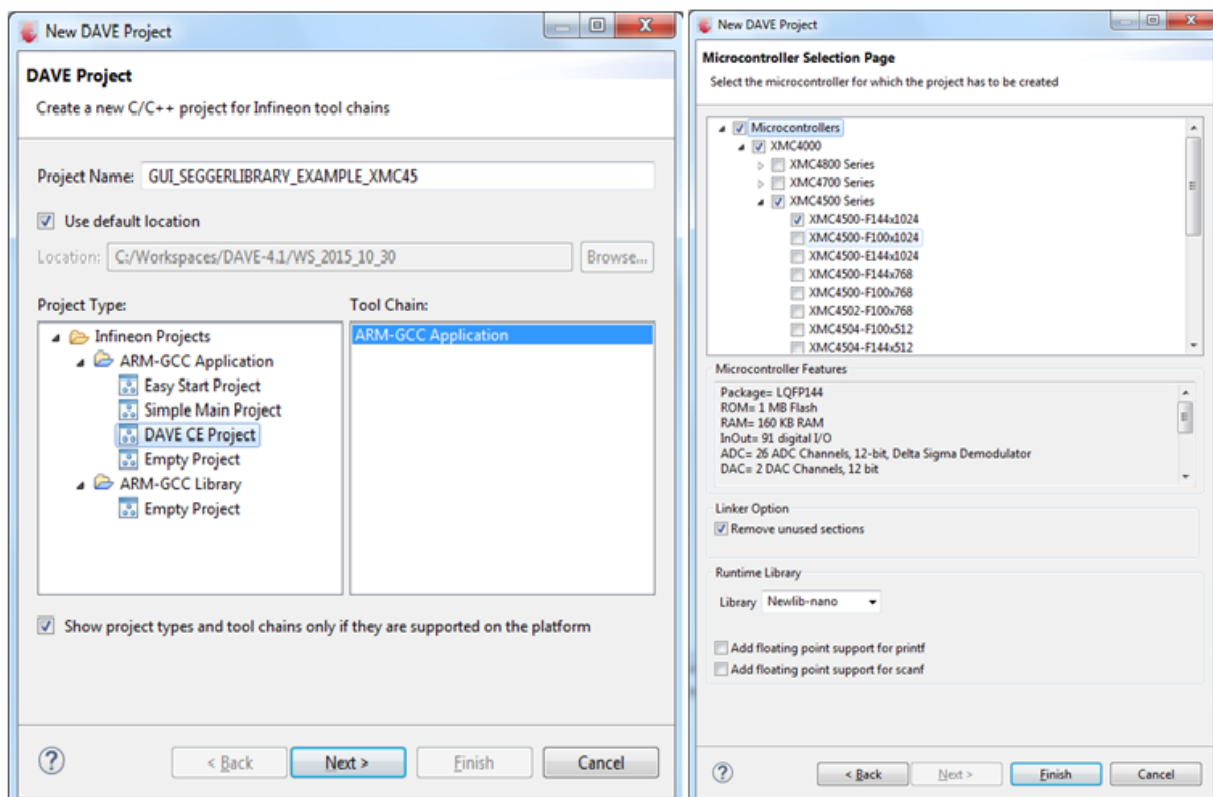 New DAVE Project
DAVE Project
Create a new C/C++ project for Infineon tool chains
Project Name: GUI_SEGGERLIBRARY_EXAMPLE_XMC45
Use default location
Location: C:/Workspaces/DAVE-4.1/WS_2015_10_30 Browse...
Project Type: Tool Chain:
Infineon Projects ARM-GCC Application
ARM-GCC Application
Easy Start Project
Simple Main Project
DAVE CE Project
Empty Project
ARM-GCC Library
Empty Project
Show project types and tool chains only if they are supported on the platform
? < Back Next > Finish Cancel
New DAVE Project
Microcontroller Selection Page
Select the microcontroller for which the project has to be created
Microcontrollers
XMC4000
XMC4800 Series
XMC4700 Series
XMC4500 Series
XMC4500-F144x1024
XMC4500-F100x1024
XMC4500-E144x1024
XMC4500-F144x768
XMC4500-F100x768
XMC4502-F100x768
XMC4504-F100x512
XMC4504-F144x512
Microcontroller Features
Package= LQFP144
ROM= 1 MB Flash
RAM= 160 KB RAM
InOut= 91 digital I/O
ADC= 26 ADC Channels, 12-bit, Delta Sigma Demodulator
DAC= 2 DAC Channels, 12 bit
Linker Option
Remove unused sections
Runtime Library
Library Newlib-nano
Add floating point support for printf
Add floating point support for scanf
? < Back Next > Finish Cancel